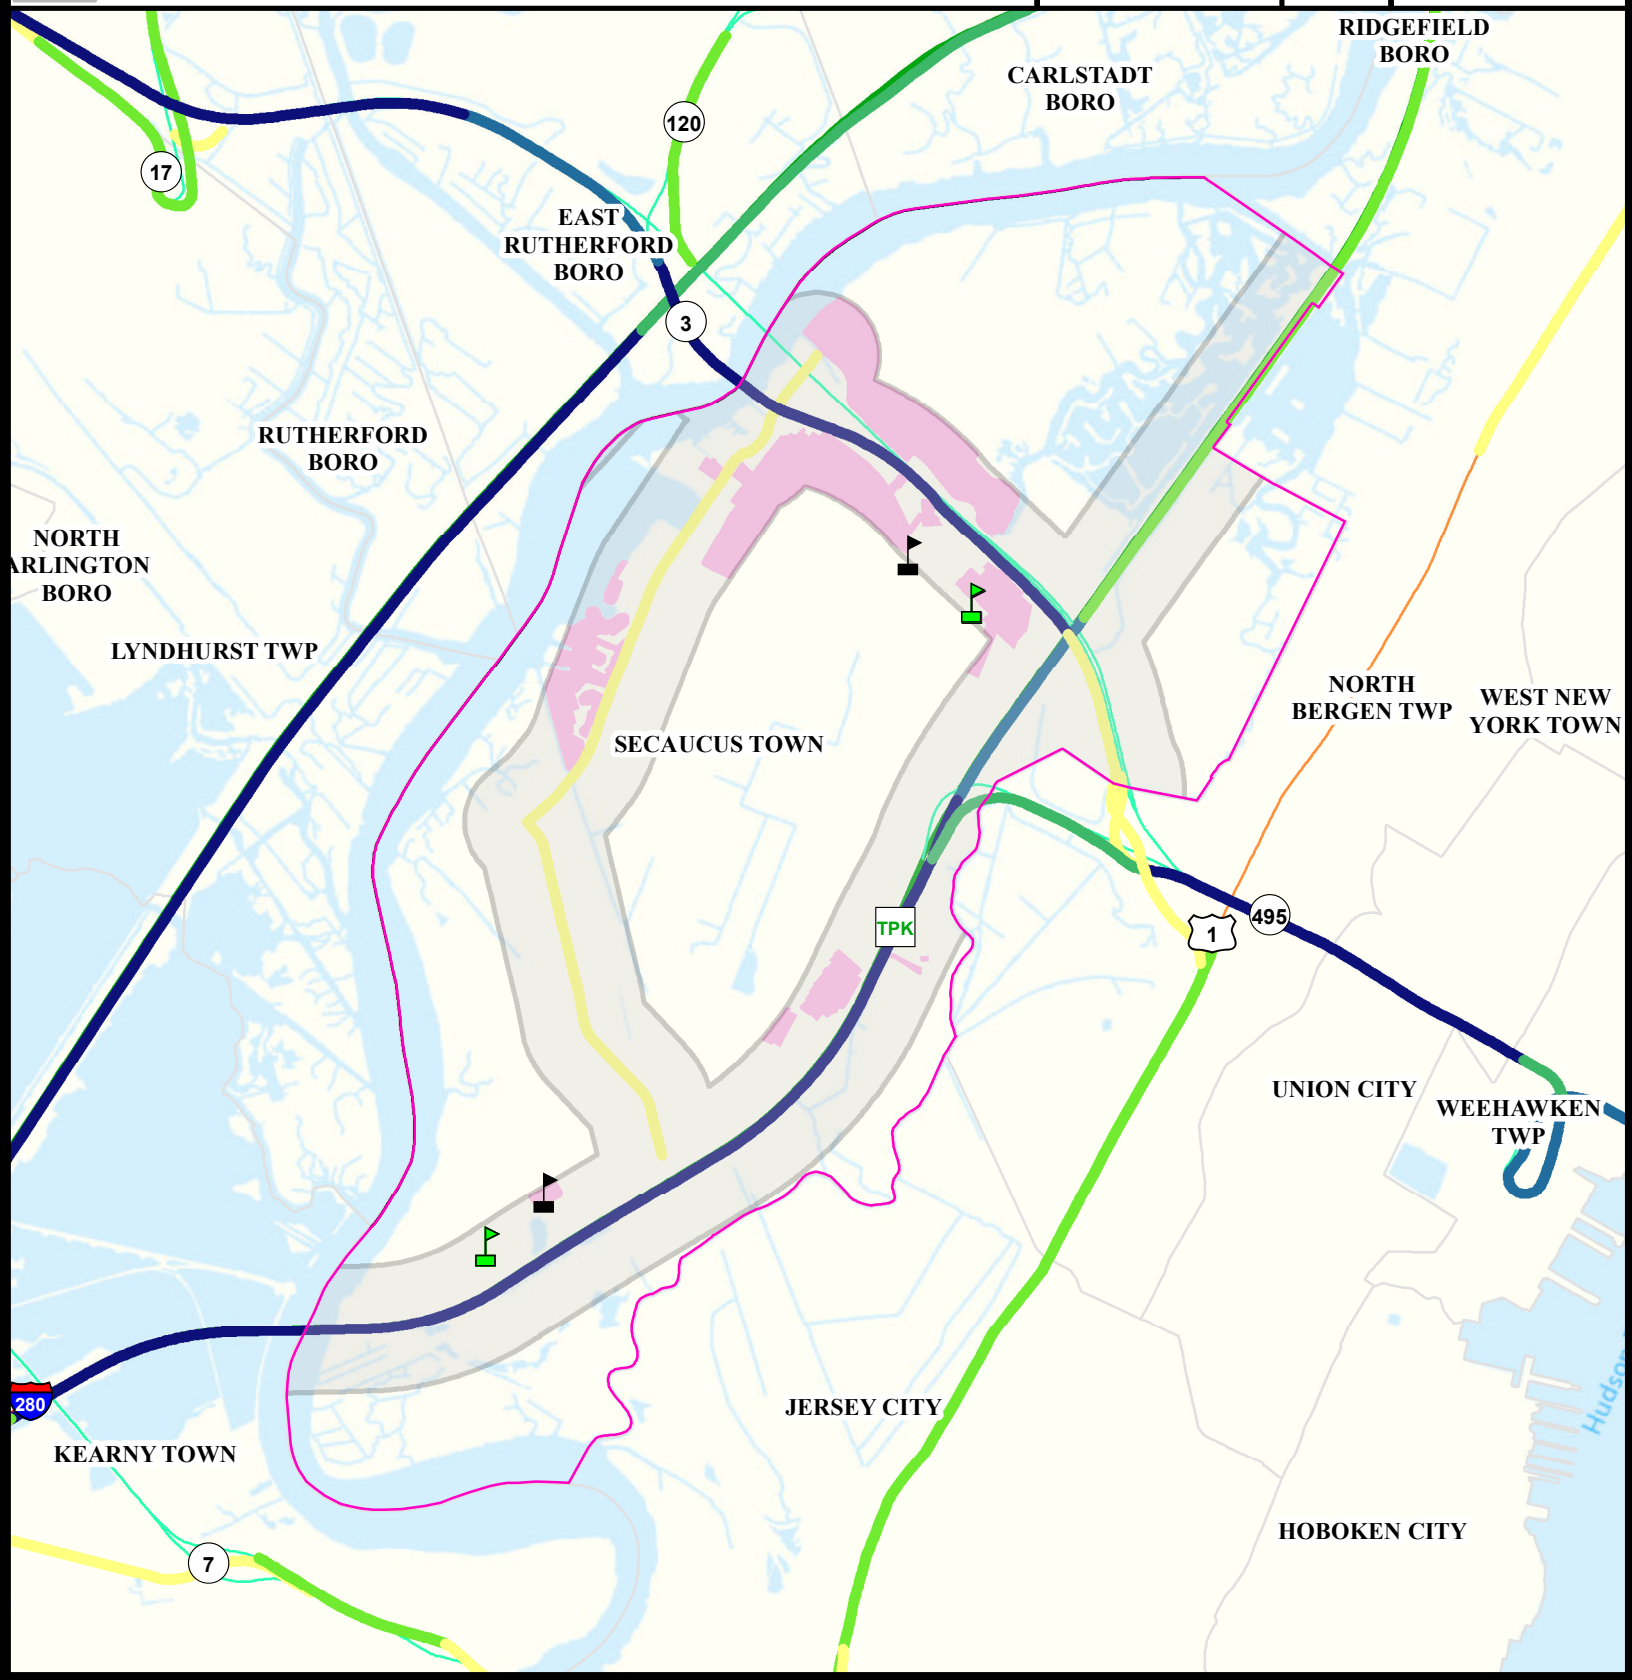 RIDGEFIELD
BORO
CARLSTADT
BORO
120
17
EAST
RUTHERFORD
BORO
3
RUTHERFORD
BORO
NORTH
ARLINGTON
BORO
LYNDHURST TWP
NORTH
BERGEN TWP
WEST NEW
YORK TOWN
SECAUCUS TOWN
TPK
495
1
UNION CITY
WEEHAWKEN
TWP
280
JERSEY CITY
Hudson
KEARNY TOWN
HOBOKEN CITY
7